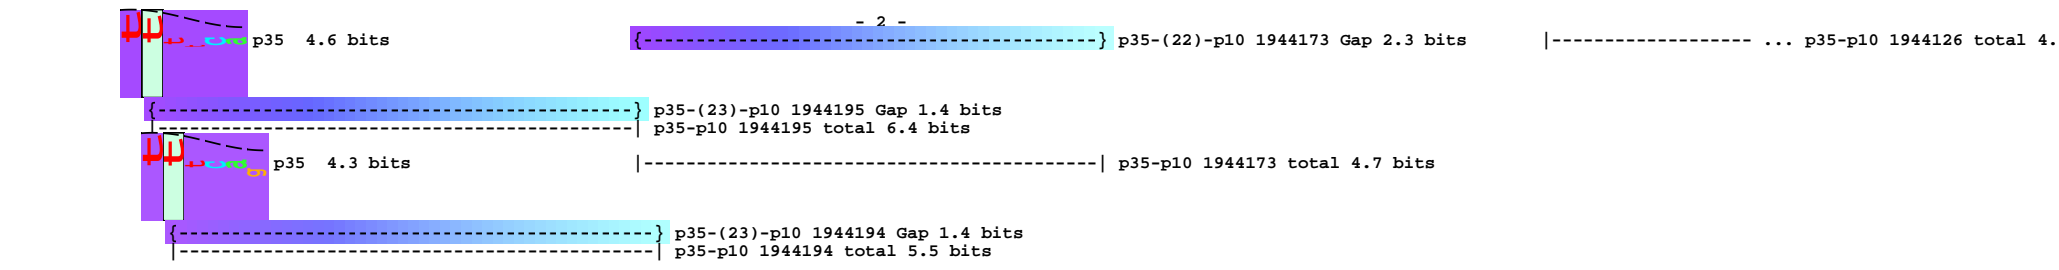 - 2 -
p35 4.6 bits {-------------------------------------------} p35-(22)-p10 1944173 Gap 2.3 bits |------------------- ... p35-p10 1944126 total 4.
{---------------------------------------------} p35-(23)-p10 1944195 Gap 1.4 bits
|---------------------------------------------| p35-p10 1944195 total 6.4 bits
p35 4.3 bits |-------------------------------------------| p35-p10 1944173 total 4.7 bits
{---------------------------------------------} p35-(23)-p10 1944194 Gap 1.4 bits
|---------------------------------------------| p35-p10 1944194 total 5.5 bits